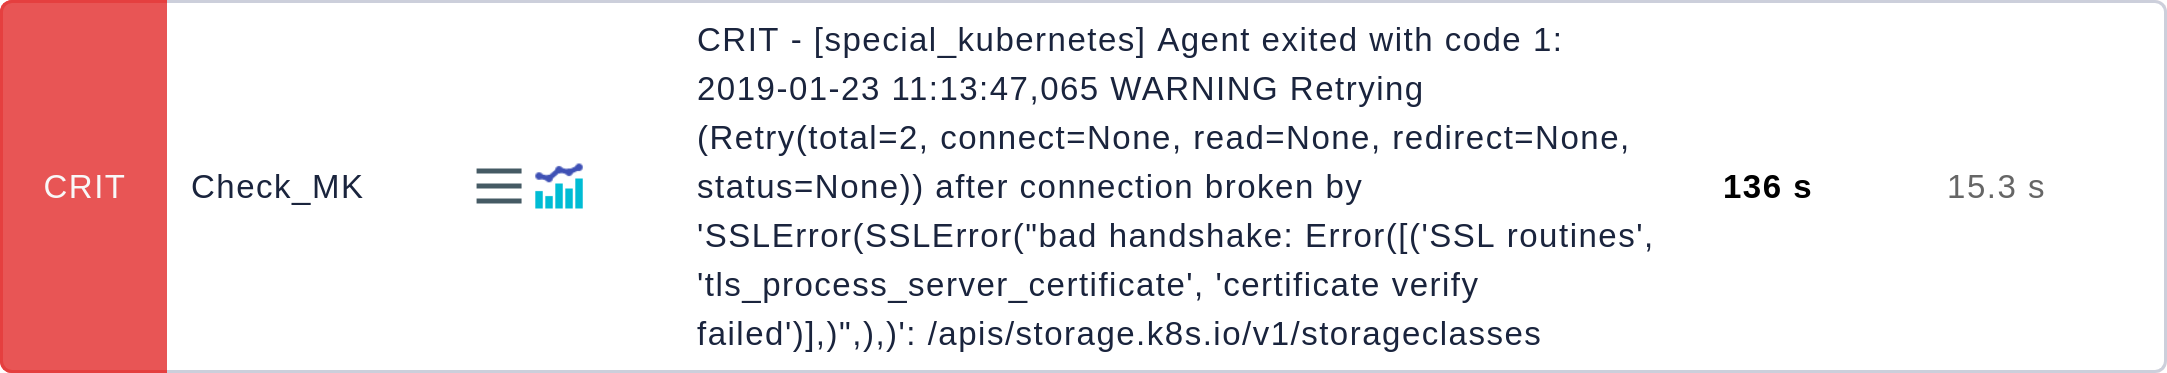 CRIT
Check_MK
CRIT - [special_kubernetes] Agent exited with code 1:
2019-01-23 11:13:47,065 WARNING Retrying
(Retry(total=2, connect=None, read=None, redirect=None,
status=None)) after connection broken by
'SSLError(SSLError("bad handshake: Error([('SSL routines',
'tls_process_server_certificate', 'certificate verify
failed')],)",),)': /apis/storage.k8s.io/v1/storageclasses
136 s
15.3 s